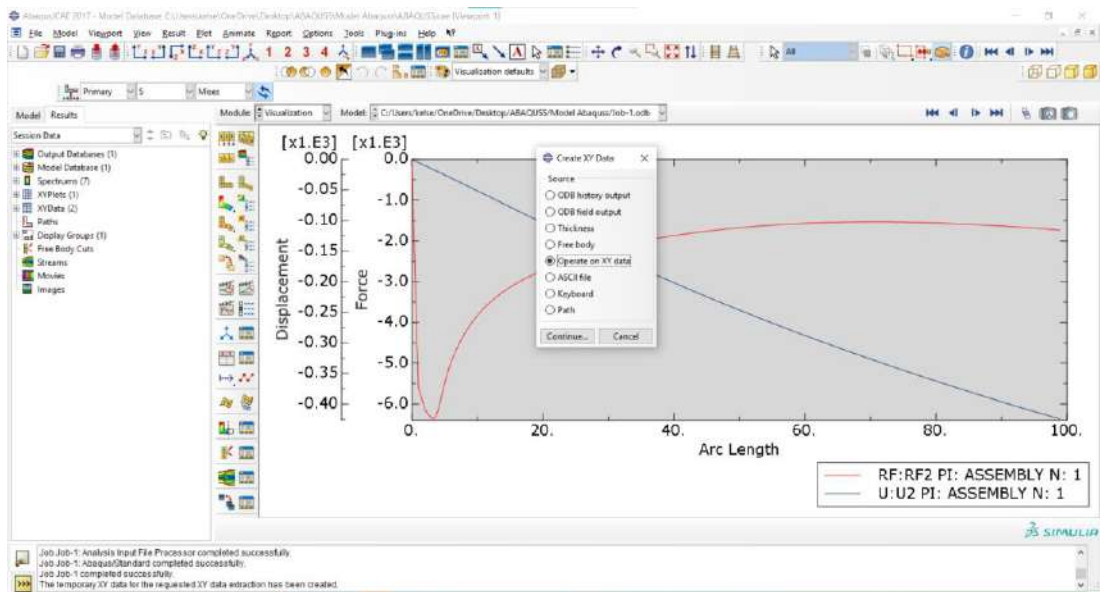 Abaqus/CAE 2017 - Model Database: C:\Users\kelse\OneDrive\Desktop\ABAQUSS\Model Abaquss\ABAQUSS.cae [Viewport: 1]
File Model Viewport View Result Plot Animate Report Options Tools Plug-ins Help
1 2 3 4 All
Visualization defaults
Primary S Mises
Model Results Module: Visualization Model: C:/Users/kelse/OneDrive/Desktop/ABAQUSS/Model Abaquss/Job-1.odb
Session Data
Output Databases (1)
Model Database (1)
Spectrums (7)
XYPlots (1)
XYData (2)
Paths
Display Groups (1)
Free Body Cuts
Streams
Movies
Images
[x1.E3] [x1.E3]
0.00 0.0
-0.05
-1.0
-0.10
-2.0
-0.15
-0.20
-3.0
-0.25
-4.0
-0.30
-5.0
-0.35
-0.40 -6.0
Displacement
Force
0. 20. 40. 60. 80. 100.
Arc Length
RF:RF2 PI: ASSEMBLY N: 1
U:U2 PI: ASSEMBLY N: 1
Create XY Data
Source
ODB history output
ODB field output
Thickness
Free body
Operate on XY data
ASCII file
Keyboard
Path
Continue... Cancel
SIMULIA
Job Job-1: Analysis Input File Processor completed successfully.
Job Job-1: Abaqus/Standard completed successfully.
Job Job-1 completed successfully.
The temporary XY data for the requested XY data extraction has been created.